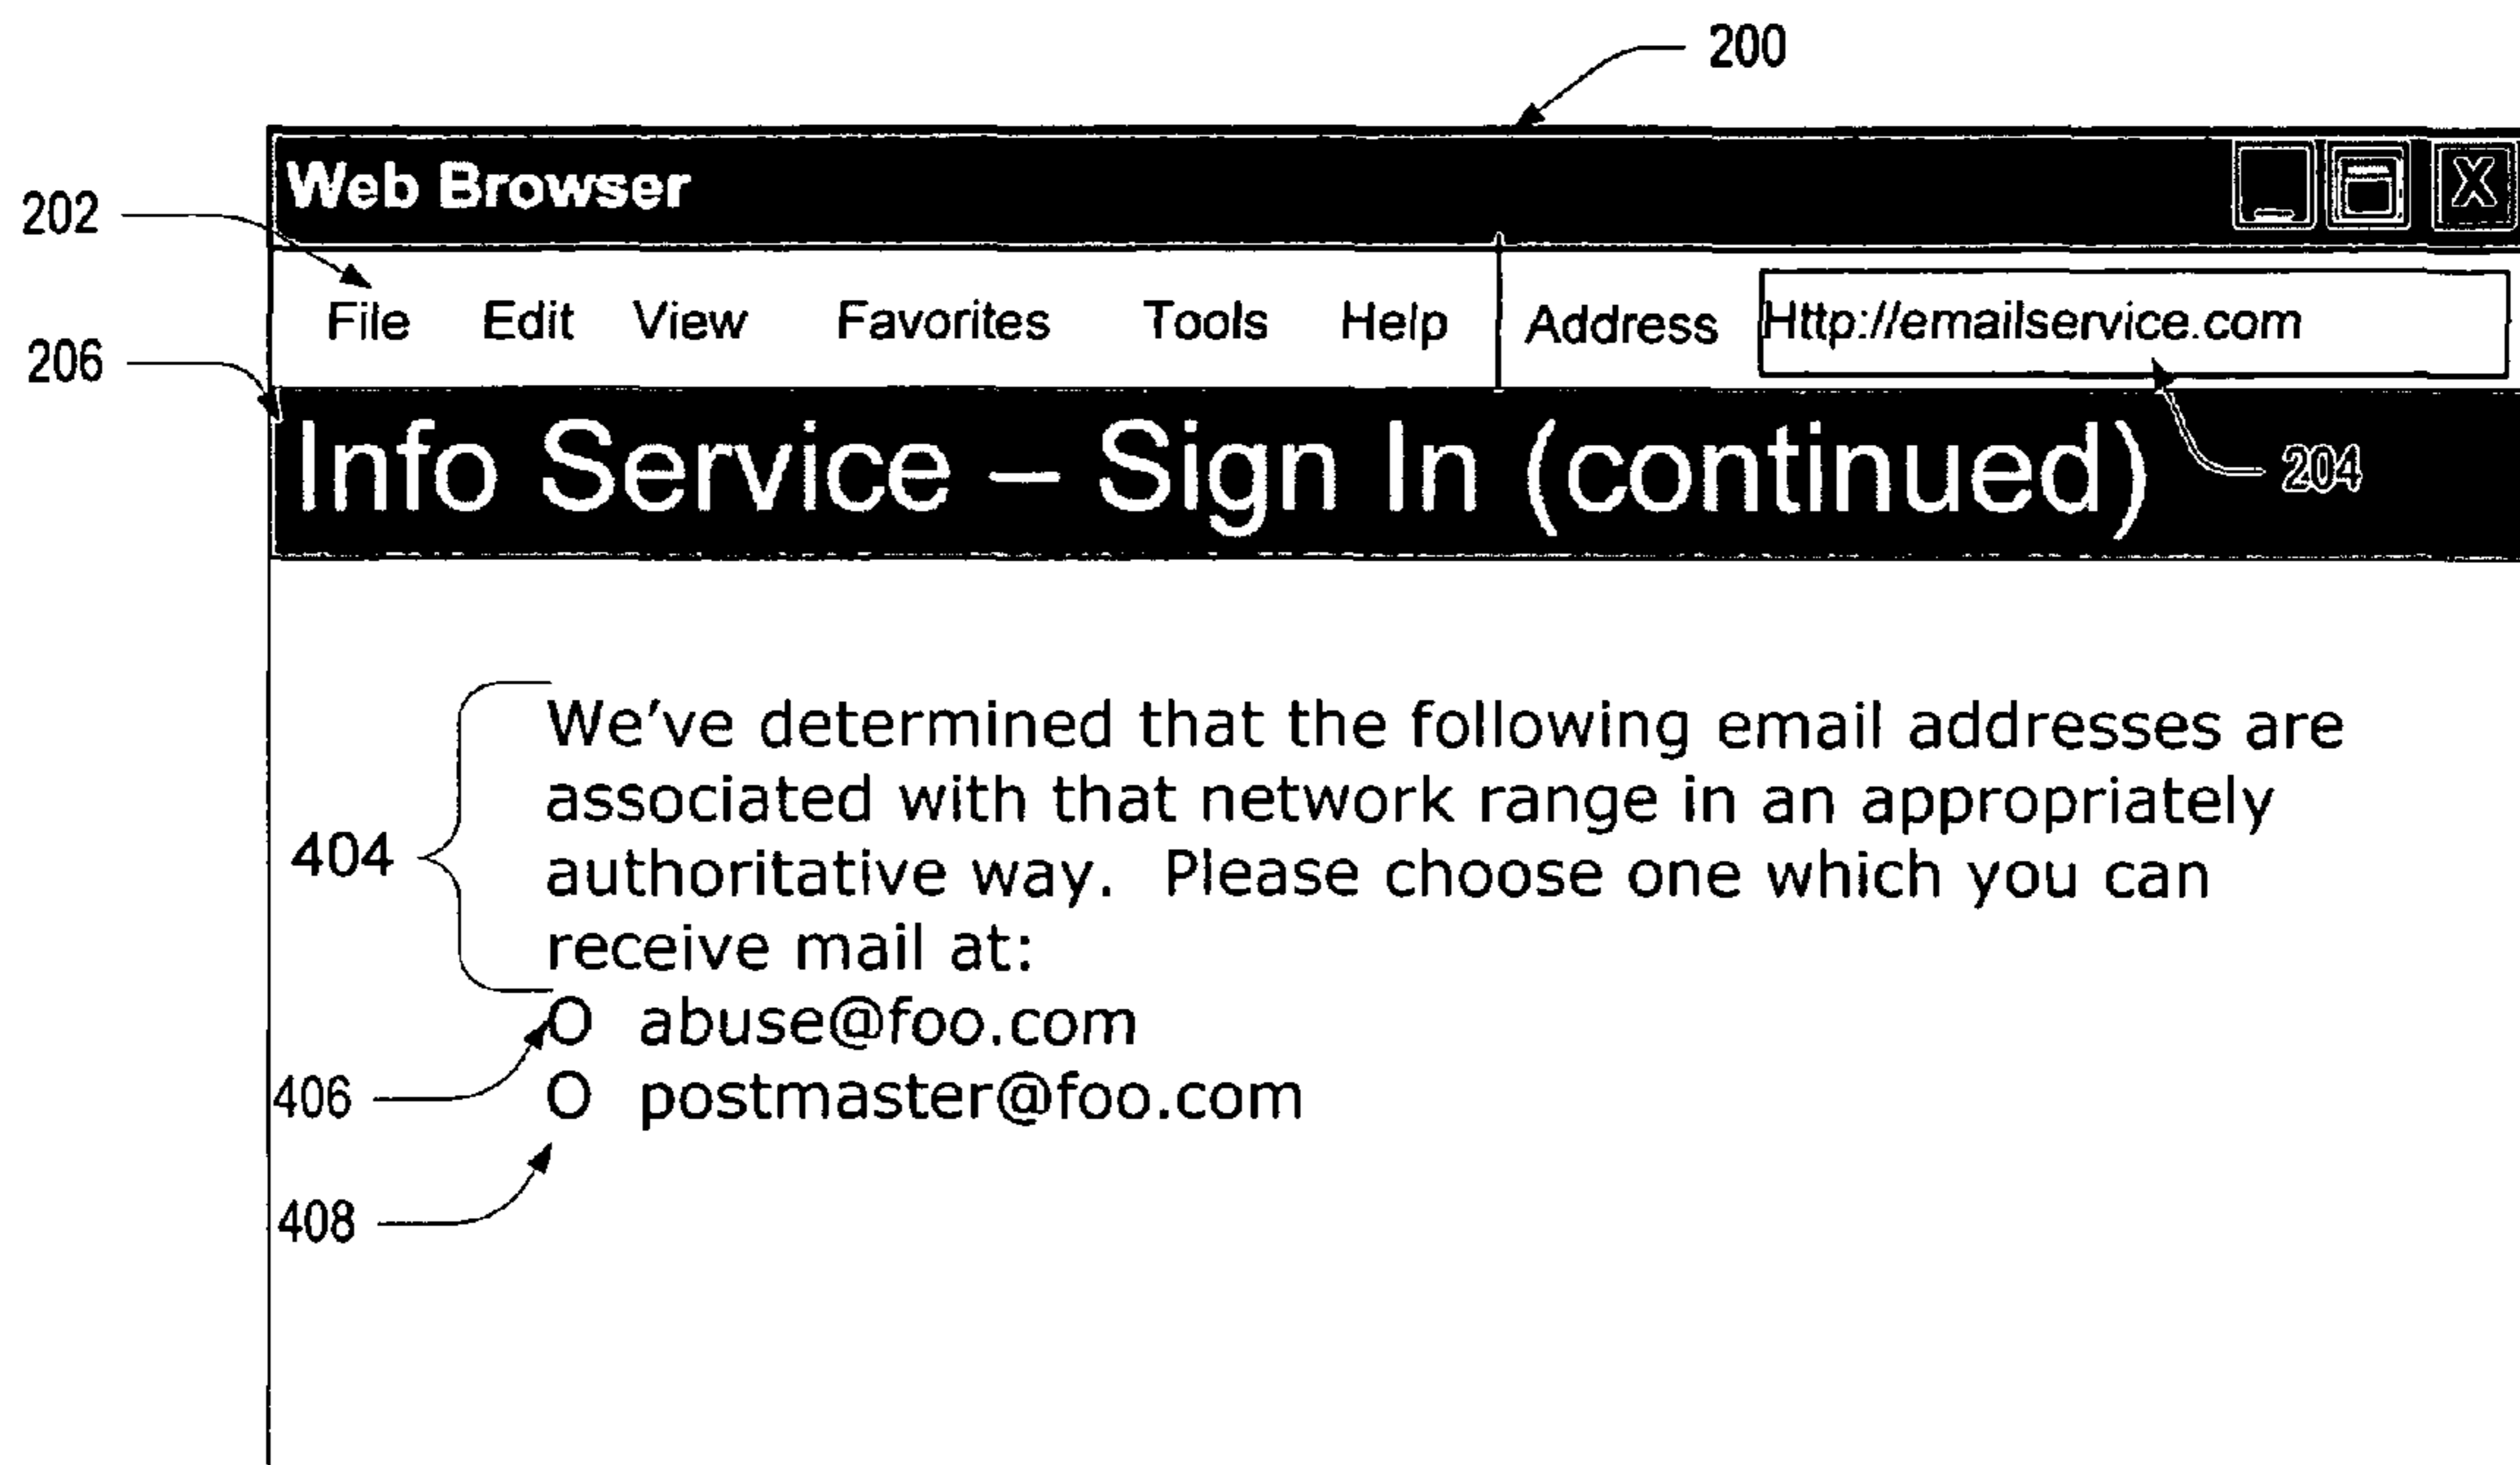 200
Web Browser
X
202
File Edit View Favorites Tools Help Address Http://emailservice.com
206
Info Service – Sign In (continued)
204
We've determined that the following email addresses are
associated with that network range in an appropriately
404
authoritative way. Please choose one which you can
receive mail at:
O abuse@foo.com
406
O postmaster@foo.com
408